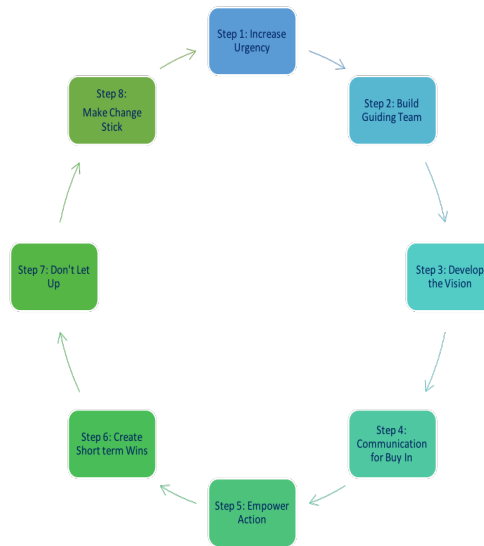 Step 1: Increase
Urgency
Step 2: Build
Guiding Team
Step 3: Develop
the Vision
Step 4:
Communication
for Buy In
Step 5: Empower
Action
Step 6: Create
Short term Wins
Step 7: Don't Let
Up
Step 8:
Make Change
Stick